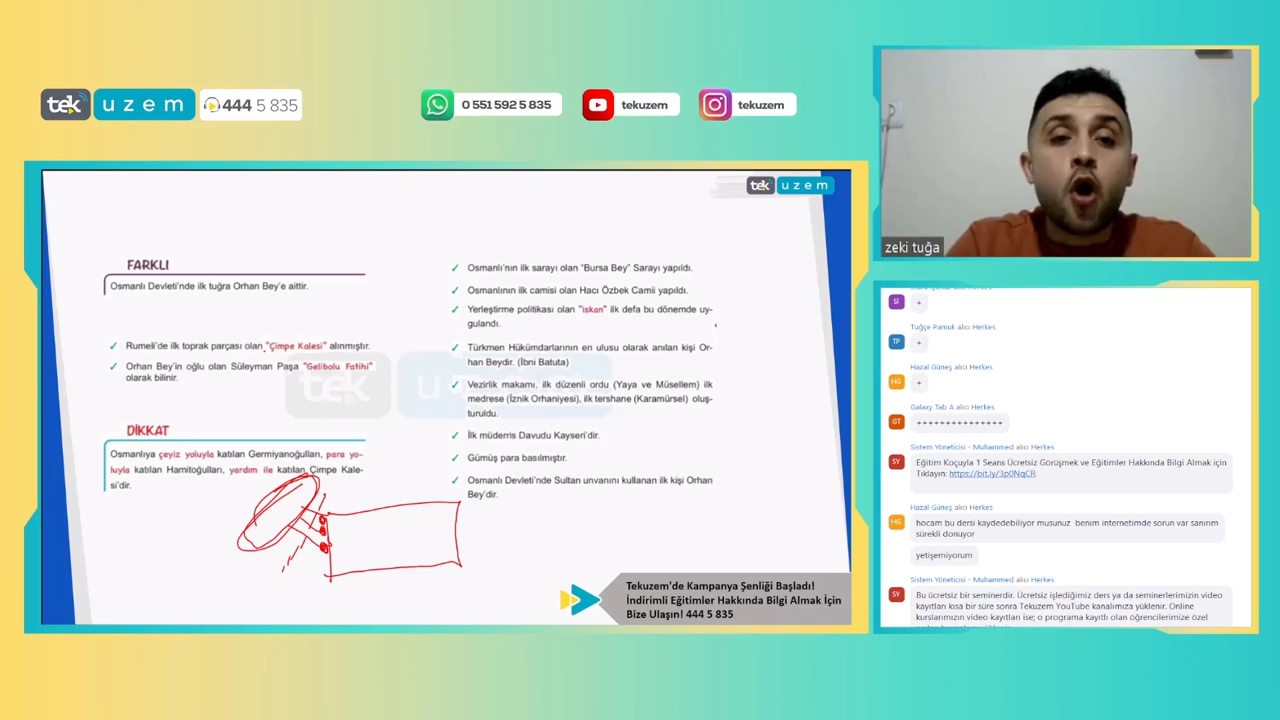 tek uzem 444 5 835
0 551 592 5 835
tekuzem
tekuzem
zeki tuğa
tek uzem
FARKLI
Osmanlı Devleti'nde ilk tuğra Orhan Bey'e aittir.
✓ Rumeli'de ilk toprak parçası olan "Çimpe Kalesi" alınmıştır.
✓ Orhan Bey'in oğlu olan Süleyman Paşa "Gelibolu Fatihi"
olarak bilinir.
DİKKAT
Osmanlıya çeyiz yoluyla katılan Germiyanoğulları, para yo-
luyla katılan Hamitoğulları, yardım ile katılan Çimpe Kale-
si'dir.
✓ Osmanlı'nın ilk sarayı olan "Bursa Bey" Sarayı yapıldı.
✓ Osmanlının ilk camisi olan Hacı Özbek Camii yapıldı.
✓ Yerleştirme politikası olan "iskan" ilk defa bu dönemde uy-
gulandı.
✓ Türkmen Hükümdarlarının en ulusu olarak anılan kişi Or-
han Beydir. (İbni Batuta)
✓ Vezirlik makamı, ilk düzenli ordu (Yaya ve Müsellem) ilk
medrese (İznik Orhaniyesi), ilk tershane (Karamürsel) oluş-
turuldu.
✓ İlk müderris Davudu Kayseri'dir.
✓ Gümüş para basılmıştır.
✓ Osmanlı Devleti'nde Sultan unvanını kullanan ilk kişi Orhan
Bey'dir.
tek u
Tekuzem'de Kampanya Şenliği Başladı!
İndirimli Eğitimler Hakkında Bilgi Almak İçin
Bize Ulaşın! 444 5 835
SI
+
Tuğçe Pamuk alıcı Herkes
TP
+
Hazal Güneş alıcı Herkes
HG
+
Galaxy Tab A alıcı Herkes
GT
+++++++++++++++
Sistem Yöneticisi - Muhammed alıcı Herkes
SY
Eğitim Koçuyla 1 Seans Ücretsiz Görüşmek ve Eğitimler Hakkında Bilgi Almak için
Tıklayın: https://bit.ly/3p0NqCR
Hazal Güneş alıcı Herkes
HG
hocam bu dersi kaydedebiliyor musunuz benim internetimde sorun var sanırım
sürekli donuyor
yetişemiyorum
Sistem Yöneticisi - Muhammed alıcı Herkes
SY
Bu ücretsiz bir seminerdir. Ücretsiz işlediğimiz ders ya da seminerlerimizin video
kayıtları kısa bir süre sonra Tekuzem YouTube kanalımıza yüklenir. Online
kurslarımızın video kayıtları ise; o programa kayıtlı olan öğrencilerimize özel